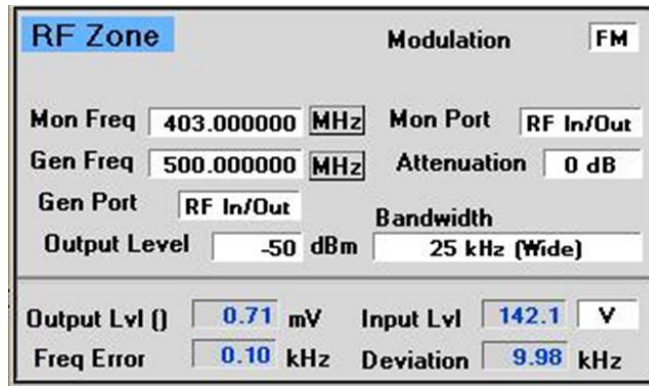 RF Zone Modulation FM
Mon Freq 403.000000 MHz Mon Port RF In/Out
Gen Freq 500.000000 MHz Attenuation 0 dB
Gen Port RF In/Out
Bandwidth
Output Level -50 dBm 25 kHz (Wide)
Output Lvl () 0.71 mV Input Lvl 142.1 V
Freq Error 0.10 kHz Deviation 9.98 kHz